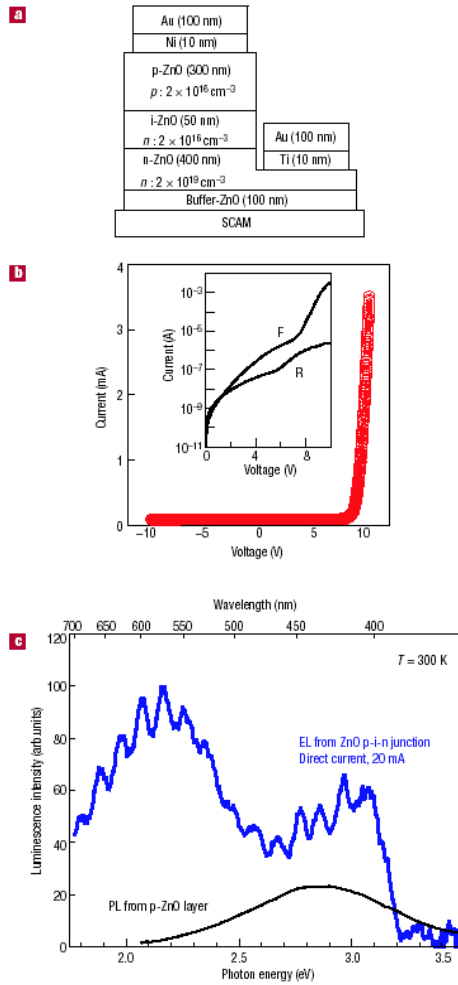 a
Au (100 nm)
Ni (10 nm)
p-ZnO (300 nm)
p : 2 × 10¹⁶ cm⁻³
i-ZnO (50 nm)
n : 2 × 10¹⁶ cm⁻³
n-ZnO (400 nm)
n : 2 × 10¹⁹ cm⁻³
Au (100 nm)
Ti (10 nm)
Buffer-ZnO (100 nm)
SCAM
b
4
3
2
1
0
Current (mA)
–10
–5
0
5
10
Voltage (V)
10⁻³
10⁻⁵
10⁻⁷
10⁻⁹
10⁻¹¹
Current (A)
F
R
0
4
8
Voltage (V)
c
Wavelength (nm)
700 650 600 550 500 450 400
120
100
80
60
40
20
0
Luminescence intensity (arb.units)
T = 300 K
EL from ZnO p-i-n junction
Direct current, 20 mA
PL from p-ZnO layer
2.0 2.5 3.0 3.5
Photon energy (eV)